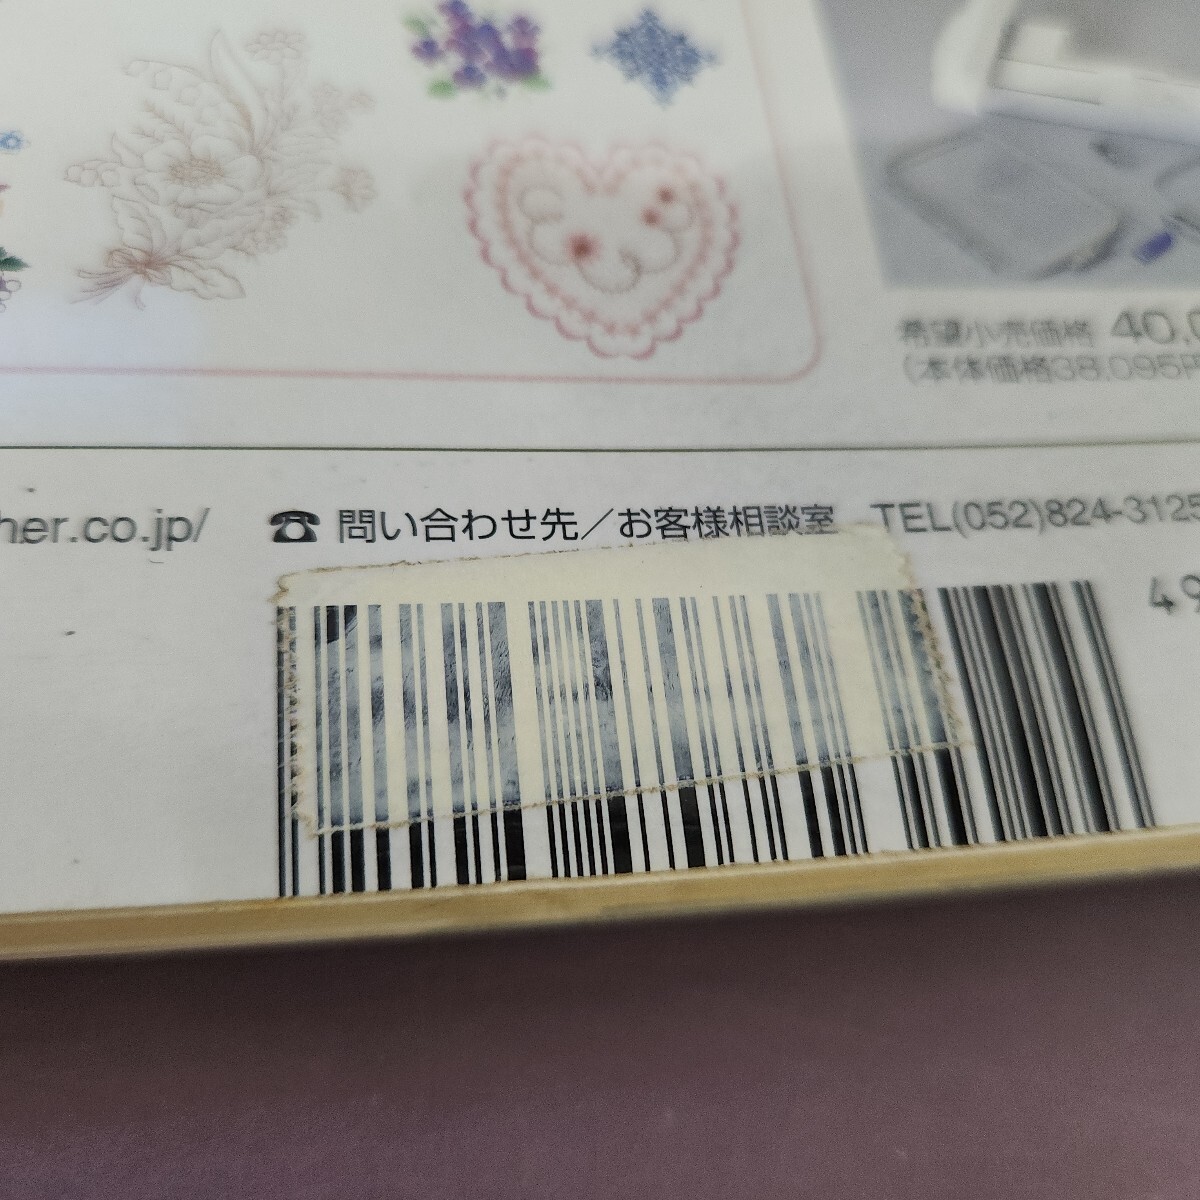 希望小売価格 40,0
(本体価格38,095円
her.co.jp/ ☎ 問い合わせ先／お客様相談室 TEL(052)824-3125
49